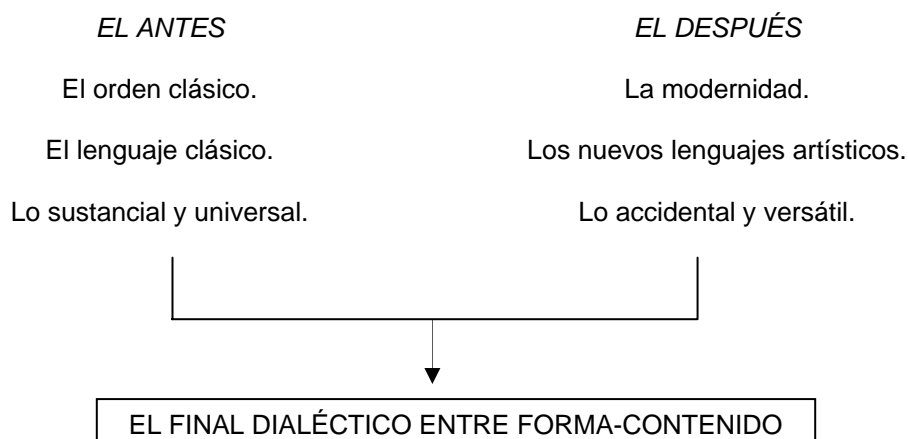 EL ANTES
EL DESPUÉS
El orden clásico.
La modernidad.
El lenguaje clásico.
Los nuevos lenguajes artísticos.
Lo sustancial y universal.
Lo accidental y versátil.
EL FINAL DIALÉCTICO ENTRE FORMA-CONTENIDO